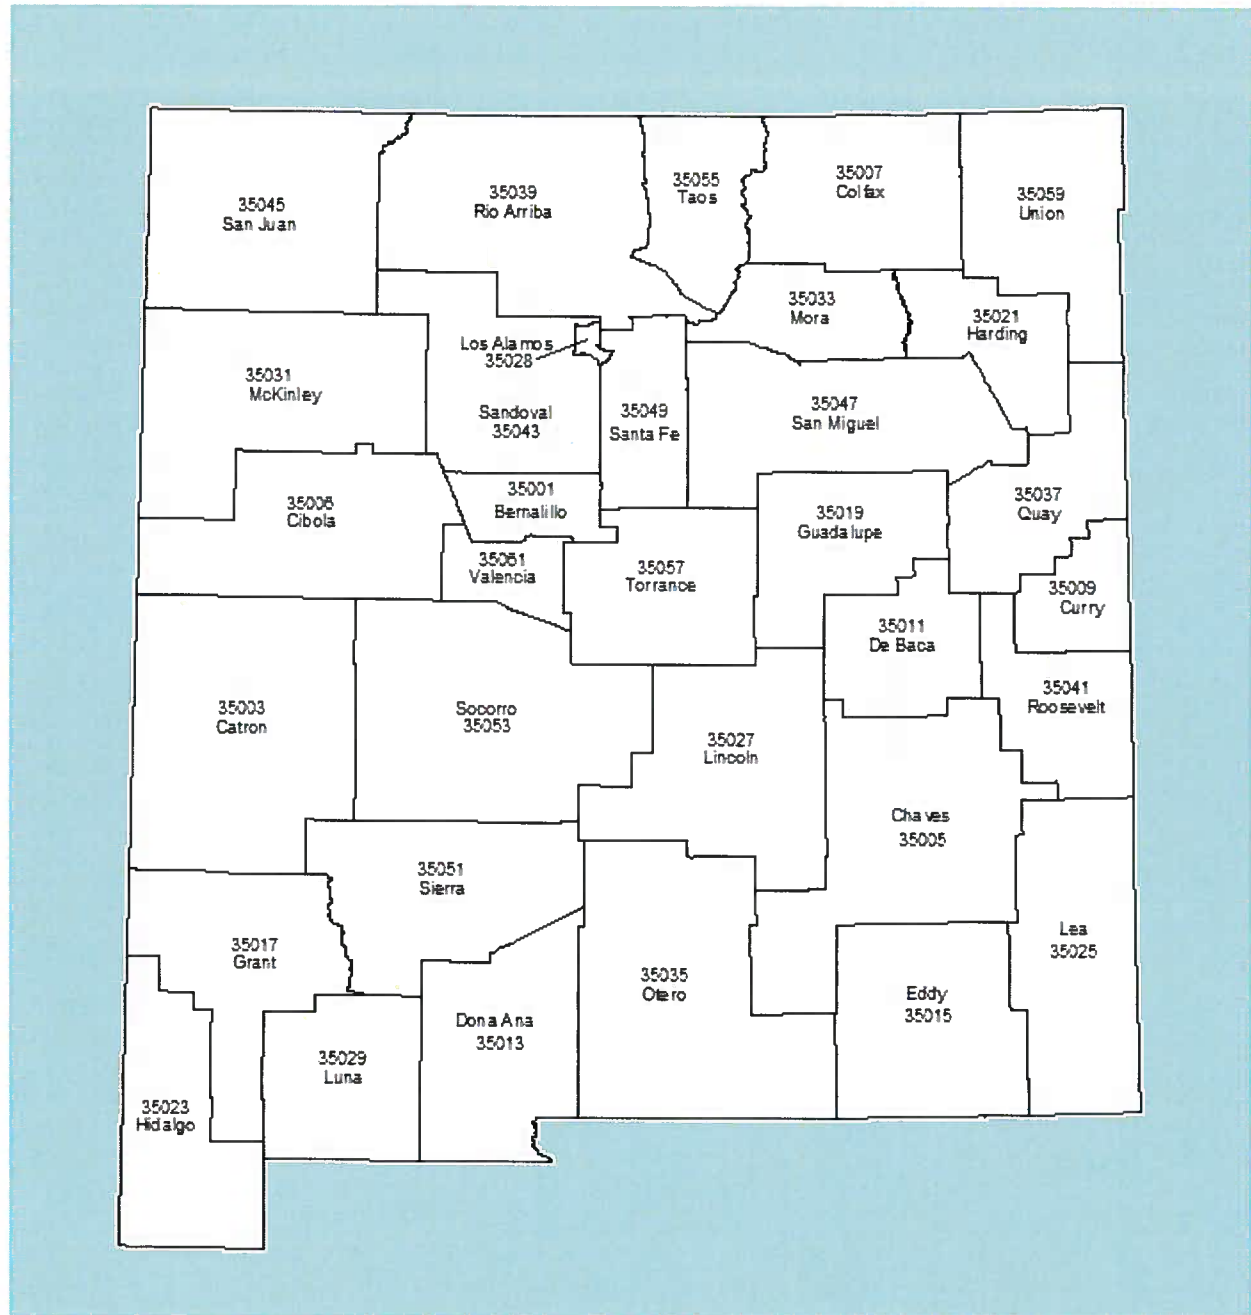 35045
San Juan
35039
Rio Arriba
35055
Taos
35007
Colfax
35059
Union
35033
Mora
35021
Harding
Los Alamos
35028
35031
McKinley
Sandoval
35043
35049
Santa Fe
35047
San Miguel
35006
Cibola
35001
Bernalillo
35019
Guadalupe
35037
Quay
35061
Valencia
35057
Torrance
35009
Curry
35011
De Baca
35041
Roosevelt
35003
Catron
Socorro
35053
35027
Lincoln
Chaves
35005
35051
Sierra
35017
Grant
35035
Otero
Lea
35025
Eddy
35015
Dona Ana
35013
35029
Luna
35023
Hidalgo